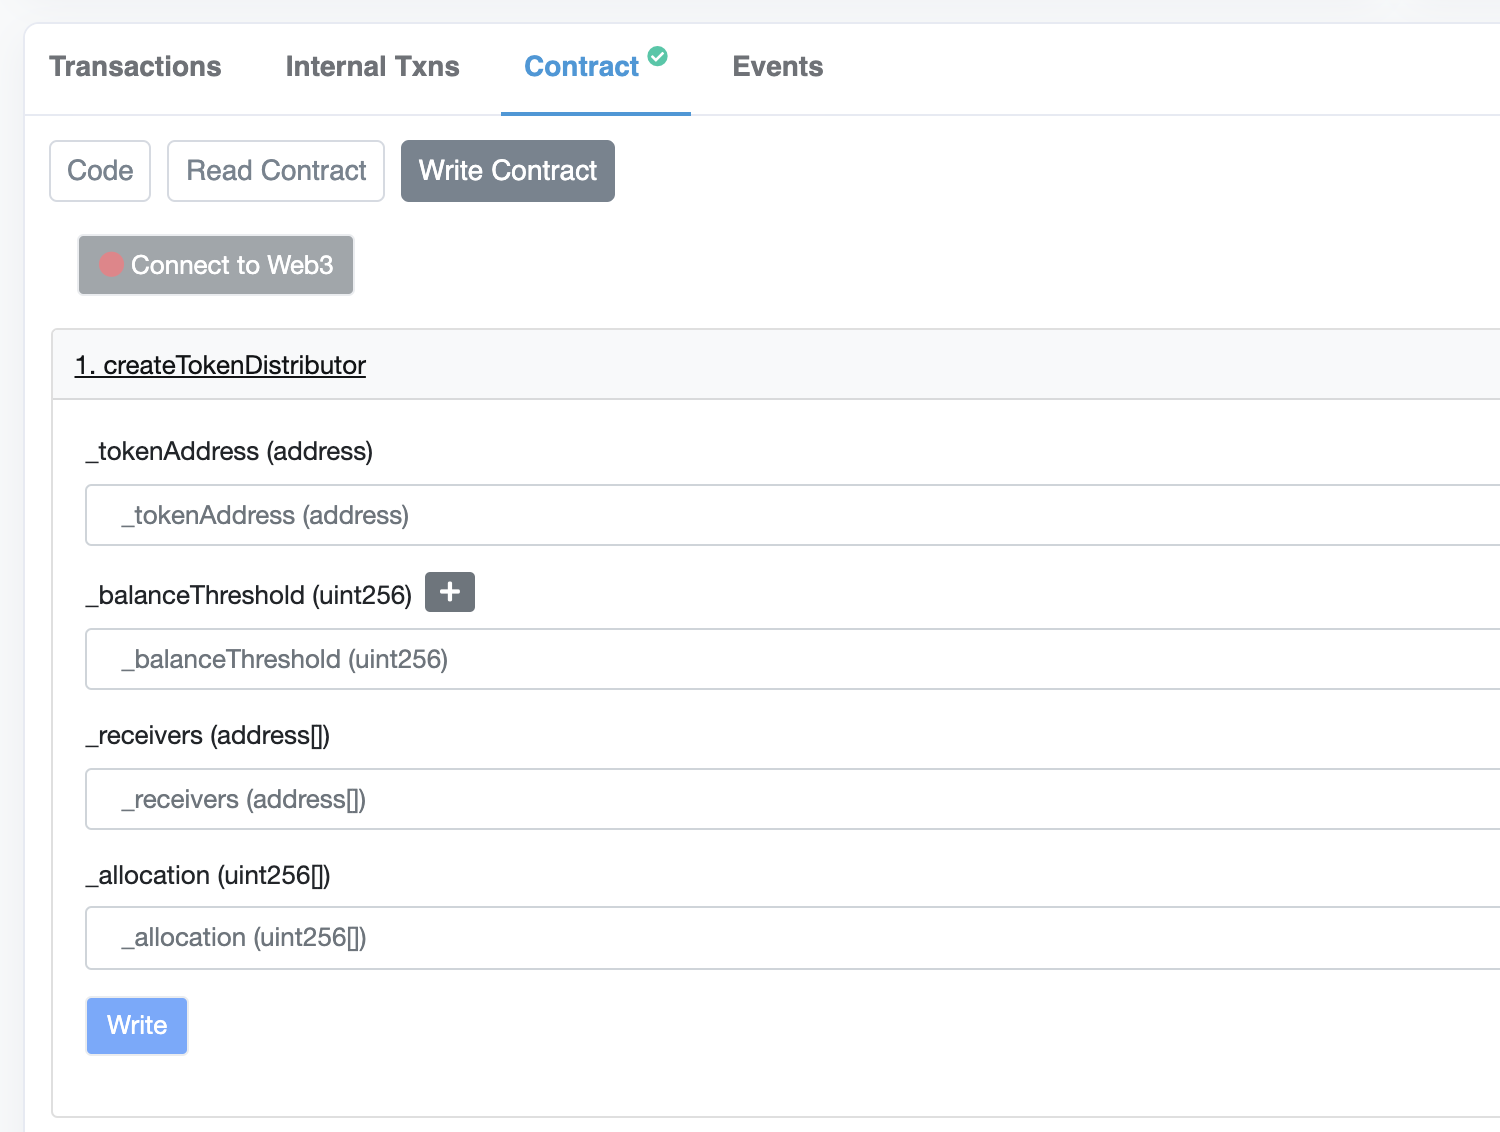 Transactions Internal Txns Contract Events
Code Read Contract Write Contract
Connect to Web3
1. createTokenDistributor
_tokenAddress (address)
_tokenAddress (address)
_balanceThreshold (uint256) +
_balanceThreshold (uint256)
_receivers (address[])
_receivers (address[])
_allocation (uint256[])
_allocation (uint256[])
Write